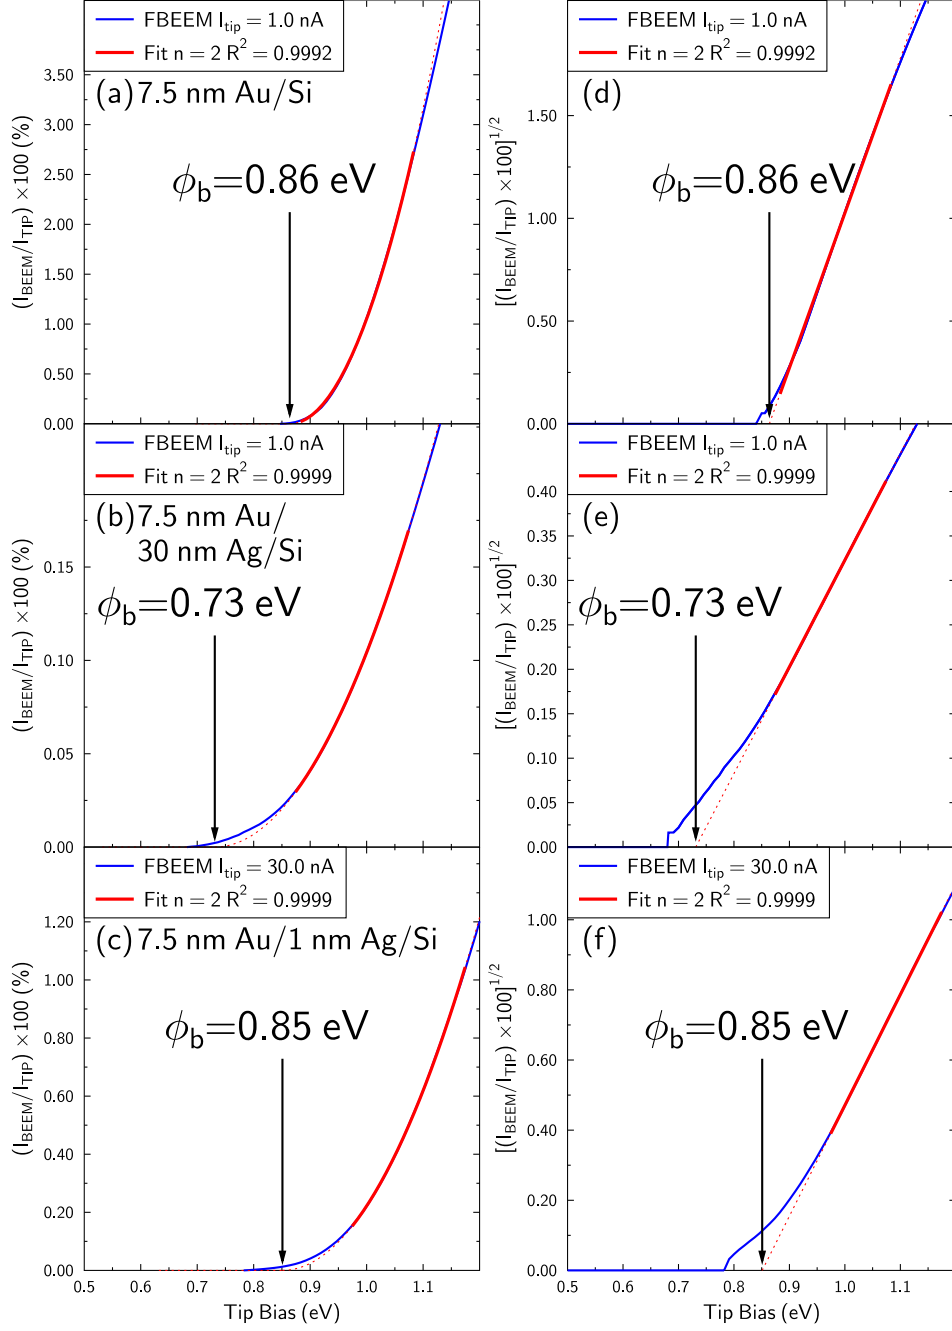 FBEEM I_tip = 1.0 nA
Fit n = 2 R² = 0.9992
(a) 7.5 nm Au/Si
ϕ_b=0.86 eV
(I_BEEM/I_TIP) ×100 (%)
3.50
3.00
2.50
2.00
1.50
1.00
0.50
0.00
FBEEM I_tip = 1.0 nA
Fit n = 2 R² = 0.9992
(d)
ϕ_b=0.86 eV
[(I_BEEM/I_TIP) ×100]^1/2
1.50
1.00
0.50
0.00
FBEEM I_tip = 1.0 nA
Fit n = 2 R² = 0.9999
(b) 7.5 nm Au/
30 nm Ag/Si
ϕ_b=0.73 eV
(I_BEEM/I_TIP) ×100 (%)
0.15
0.10
0.05
0.00
FBEEM I_tip = 1.0 nA
Fit n = 2 R² = 0.9999
(e)
ϕ_b=0.73 eV
[(I_BEEM/I_TIP) ×100]^1/2
0.40
0.35
0.30
0.25
0.20
0.15
0.10
0.05
0.00
FBEEM I_tip = 30.0 nA
Fit n = 2 R² = 0.9999
(c) 7.5 nm Au/1 nm Ag/Si
ϕ_b=0.85 eV
(I_BEEM/I_TIP) ×100 (%)
1.20
1.00
0.80
0.60
0.40
0.20
0.00
0.5 0.6 0.7 0.8 0.9 1.0 1.1
Tip Bias (eV)
FBEEM I_tip = 30.0 nA
Fit n = 2 R² = 0.9999
(f)
ϕ_b=0.85 eV
[(I_BEEM/I_TIP) ×100]^1/2
1.00
0.80
0.60
0.40
0.20
0.00
0.5 0.6 0.7 0.8 0.9 1.0 1.1
Tip Bias (eV)